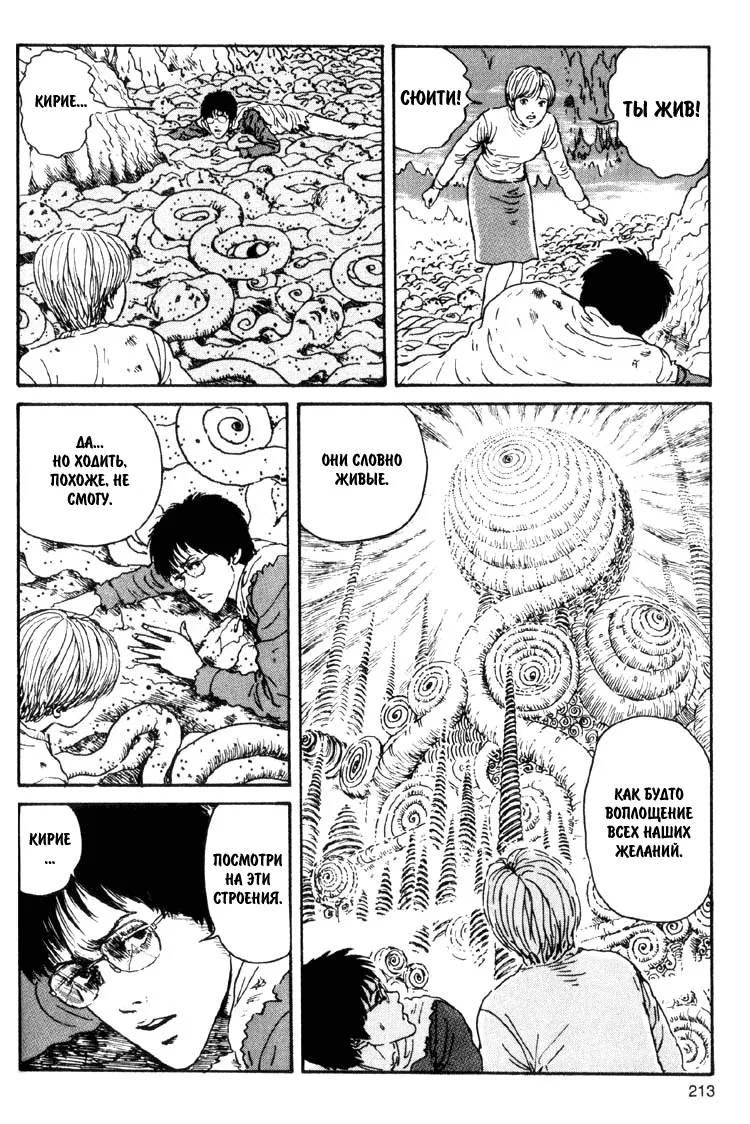 КИРИЕ...
СЮИТИ!
ТЫ ЖИВ!
ДА...
НО ХОДИТЬ,
ПОХОЖЕ, НЕ
СМОГУ.
КИРИЕ
...
ПОСМОТРИ
НА ЭТИ
СТРОЕНИЯ.
ОНИ СЛОВНО
ЖИВЫЕ.
КАК БУДТО
ВОПЛОЩЕНИЕ
ВСЕХ НАШИХ
ЖЕЛАНИЙ.
213